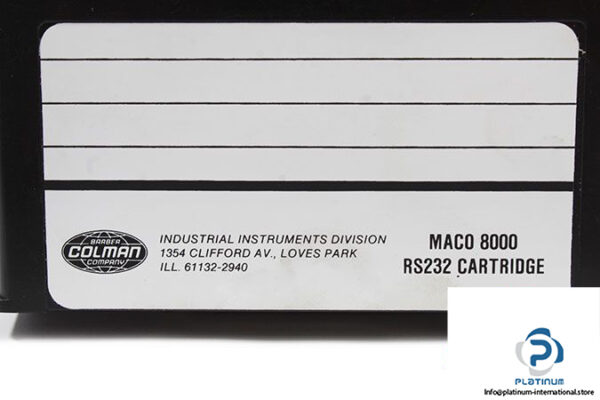 BARBER
COLMAN
COMPANY
INDUSTRIAL INSTRUMENTS DIVISION
1354 CLIFFORD AV., LOVES PARK
ILL. 61132-2940
MACO 8000
RS232 CARTRIDGE
PLATINUM
Info@platinum-international.store